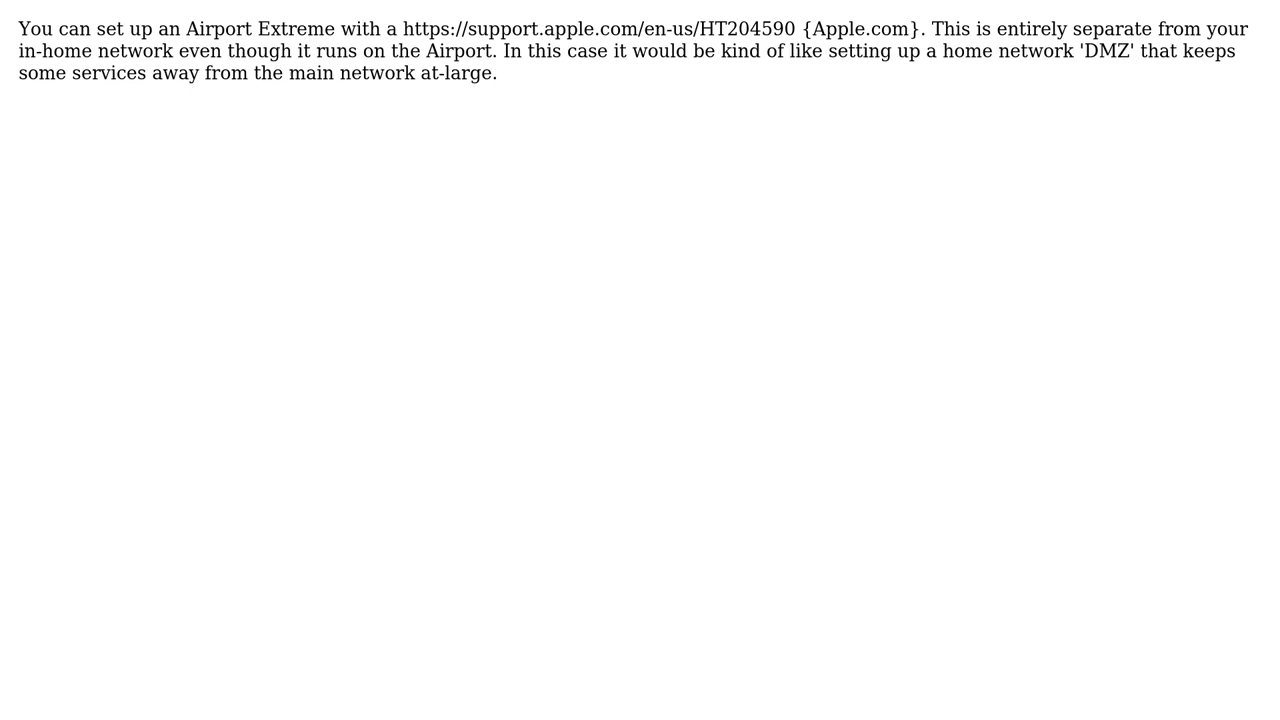 You can set up an Airport Extreme with a https://support.apple.com/en-us/HT204590 {Apple.com}. This is entirely separate from your
in-home network even though it runs on the Airport. In this case it would be kind of like setting up a home network 'DMZ' that keeps
some services away from the main network at-large.